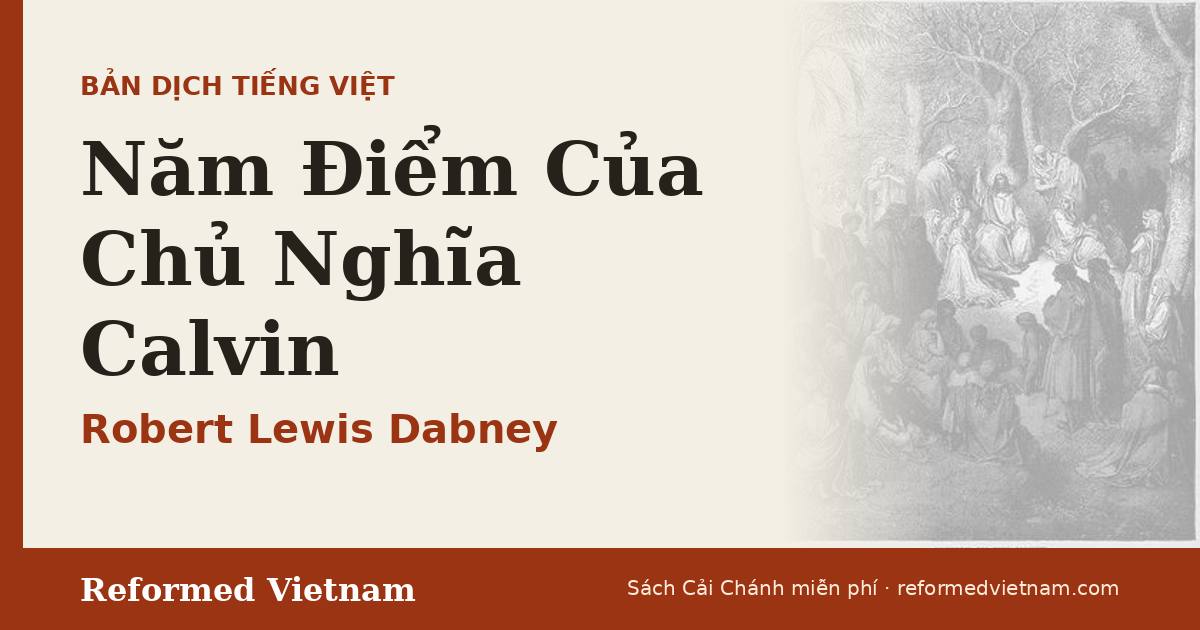 BẢN DỊCH TIẾNG VIỆT
Năm Điểm Của
Chủ Nghĩa
Calvin
Robert Lewis Dabney
Reformed Vietnam
Sách Cải Chánh miễn phí · reformedvietnam.com